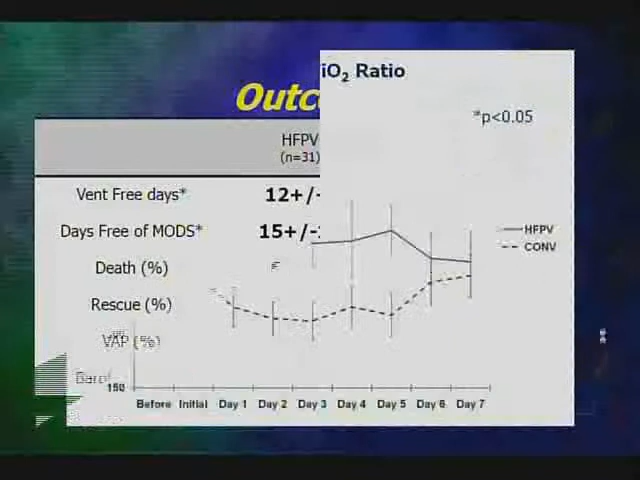 iO2 Ratio
Outc
*p<0.05
HFPV
(n=31)
Vent Free days* 12+/-
Days Free of MODS* 15+/-
HFPV
CONV
Death (%)
Rescue (%)
VAP (%)
Baro
150
Before Initial Day 1 Day 2 Day 3 Day 4 Day 5 Day 6 Day 7